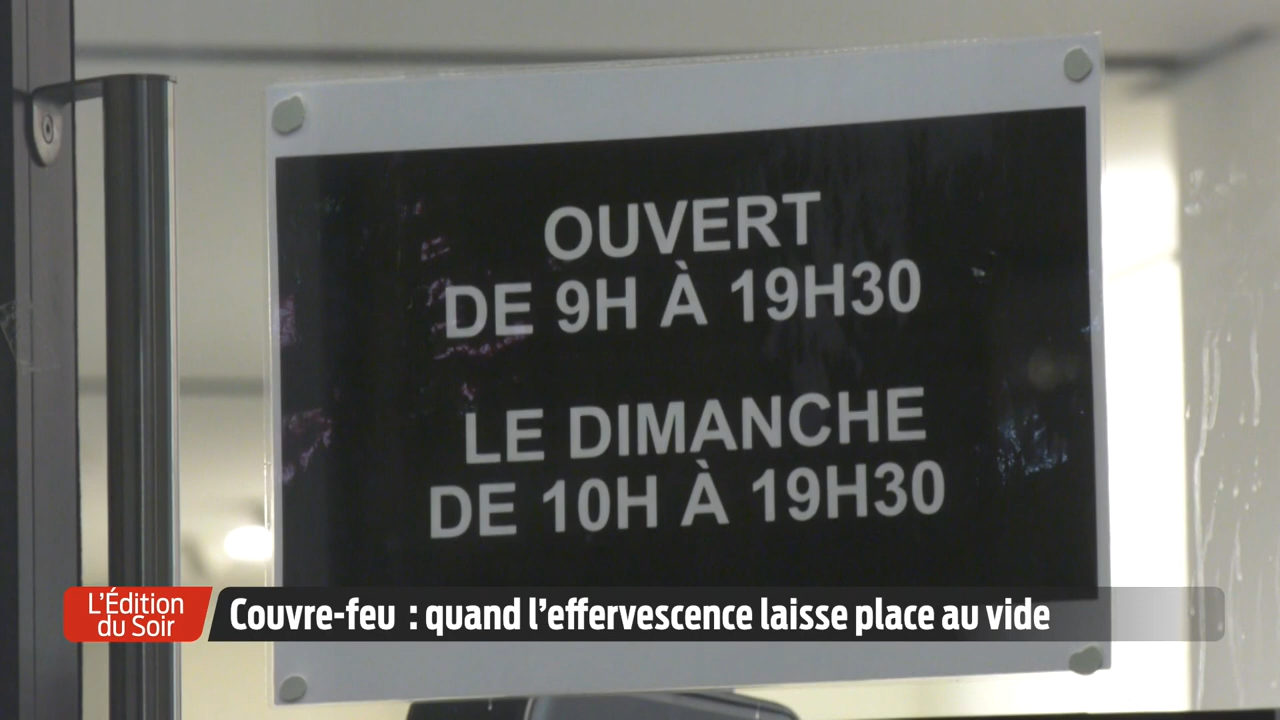 OUVERT
DE 9H À 19H30
LE DIMANCHE
DE 10H À 19H30
L'Édition
du Soir
Couvre-feu : quand l'effervescence laisse place au vide